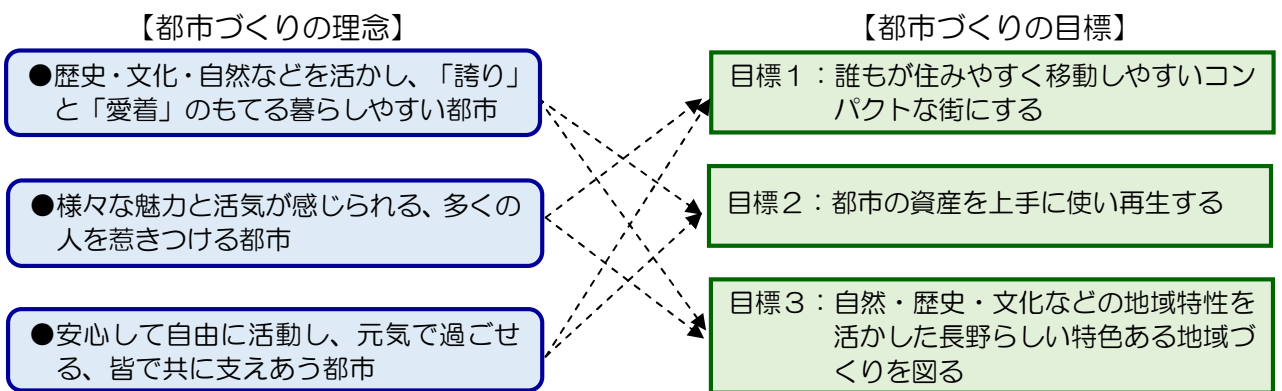 【都市づくりの理念】
●歴史・文化・自然などを活かし、「誇り」
と「愛着」のもてる暮らしやすい都市
●様々な魅力と活気が感じられる、多くの
人を惹きつける都市
●安心して自由に活動し、元気で過ごせ
る、皆で共に支えあう都市
【都市づくりの目標】
目標１：誰もが住みやすく移動しやすいコン
パクトな街にする
目標２：都市の資産を上手に使い再生する
目標３：自然・歴史・文化などの地域特性を
活かした長野らしい特色ある地域づ
くりを図る